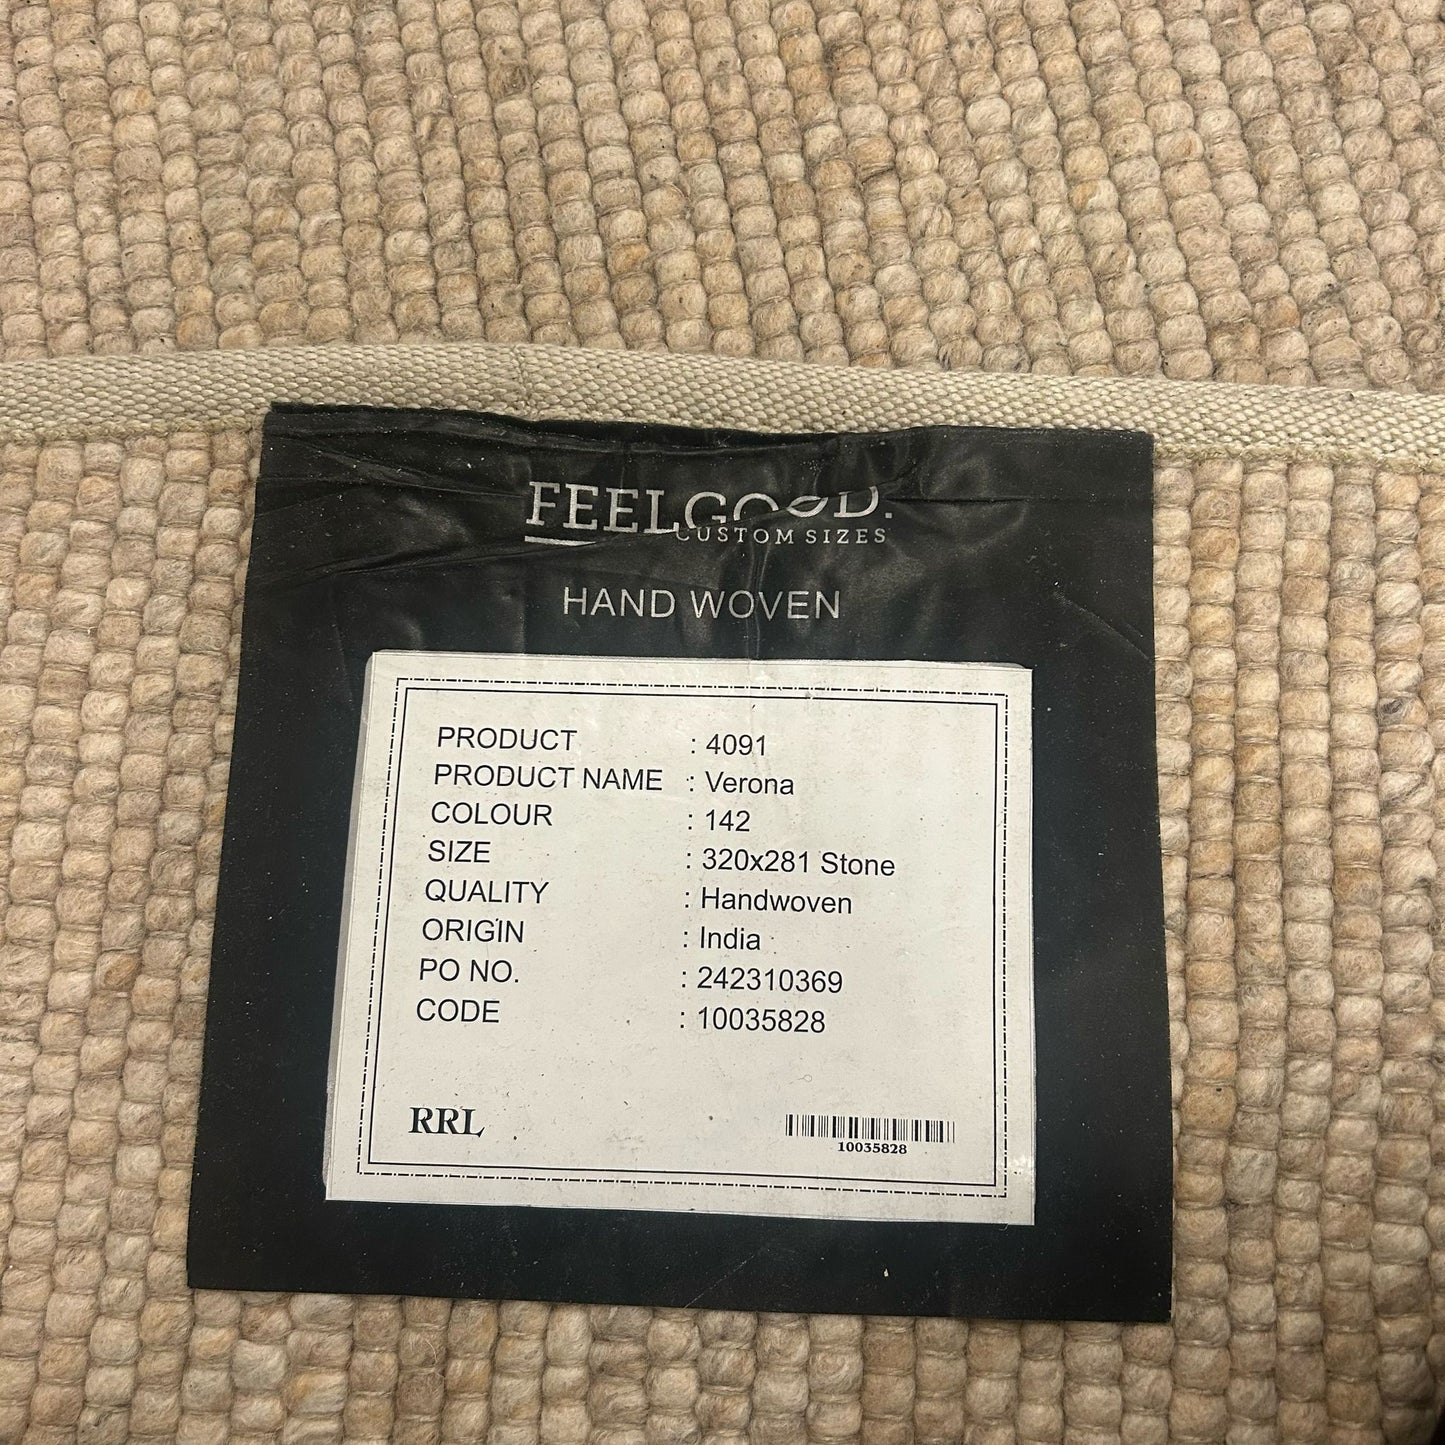 FEELGOOD.
CUSTOM SIZES
HAND WOVEN
PRODUCT : 4091
PRODUCT NAME : Verona
COLOUR : 142
SIZE : 320x281 Stone
QUALITY : Handwoven
ORIGIN : India
PO NO. : 242310369
CODE : 10035828
RRL
10035828